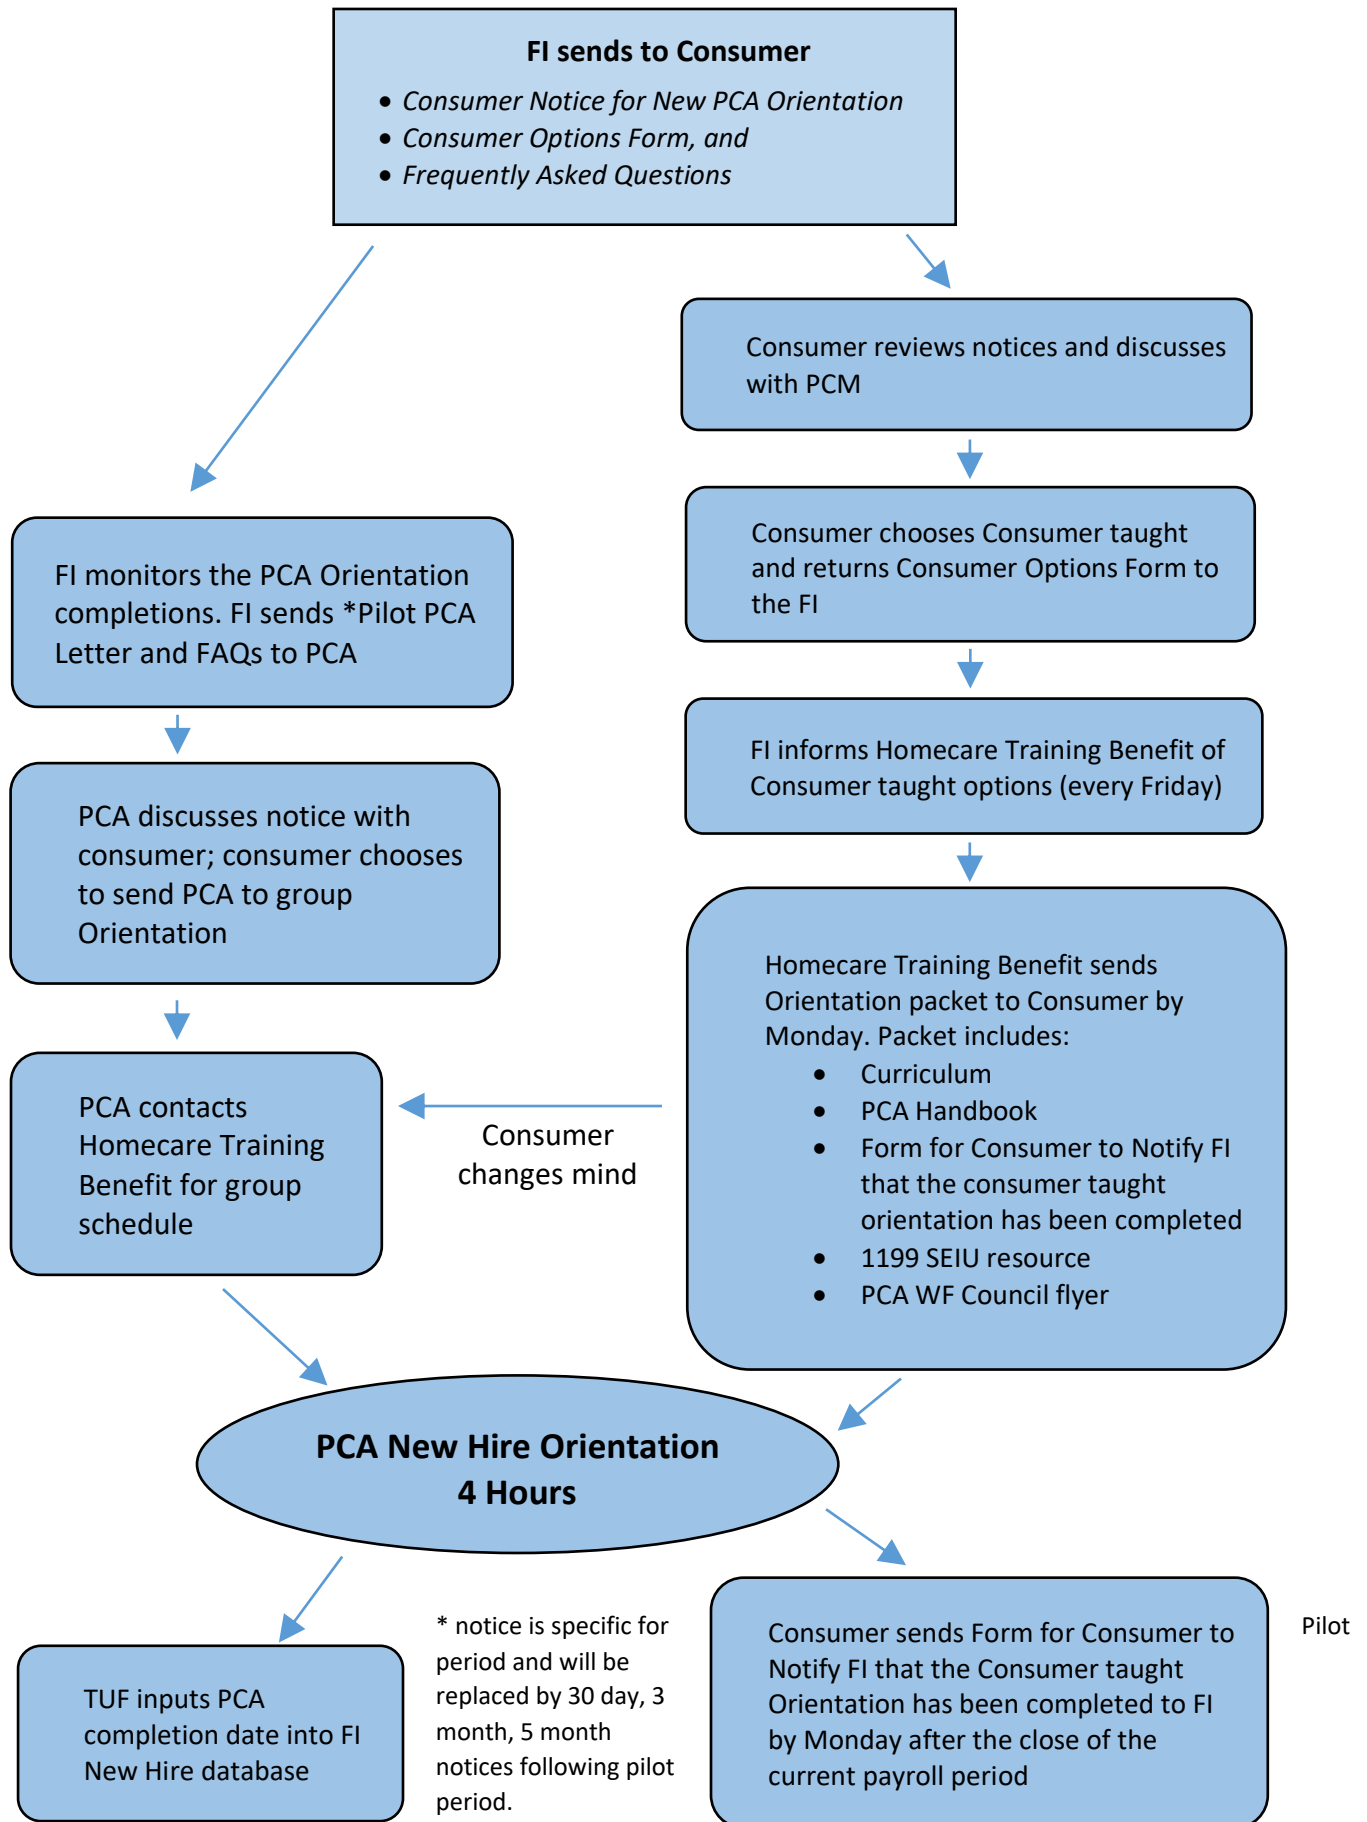 FI sends to Consumer
• Consumer Notice for New PCA Orientation
• Consumer Options Form, and
• Frequently Asked Questions
Consumer reviews notices and discusses
with PCM
Consumer chooses Consumer taught
and returns Consumer Options Form to
the FI
FI informs Homecare Training Benefit of
Consumer taught options (every Friday)
Homecare Training Benefit sends
Orientation packet to Consumer by
Monday. Packet includes:
• Curriculum
• PCA Handbook
• Form for Consumer to Notify FI
that the consumer taught
orientation has been completed
• 1199 SEIU resource
• PCA WF Council flyer
FI monitors the PCA Orientation
completions. FI sends *Pilot PCA
Letter and FAQs to PCA
PCA discusses notice with
consumer; consumer chooses
to send PCA to group
Orientation
PCA contacts
Homecare Training
Benefit for group
schedule
Consumer
changes mind
PCA New Hire Orientation
4 Hours
TUF inputs PCA
completion date into FI
New Hire database
* notice is specific for
period and will be
replaced by 30 day, 3
month, 5 month
notices following pilot
period.
Consumer sends Form for Consumer to
Notify FI that the Consumer taught
Orientation has been completed to FI
by Monday after the close of the
current payroll period
Pilot